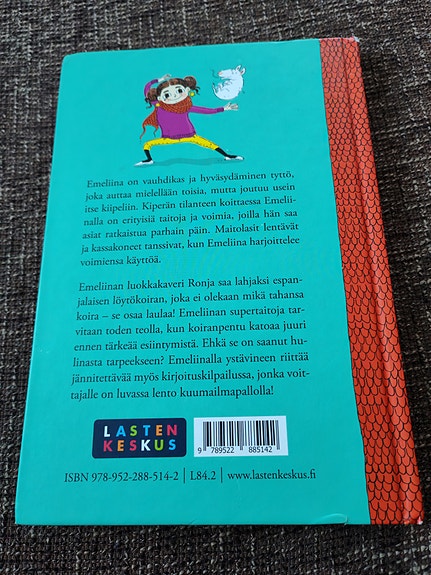 Emeliina on vauhdikas ja hyväsydäminen tyttö,
joka auttaa mielellään toisia, mutta joutuu usein
itse kiipeliin. Kiperän tilanteen koittaessa Emelii-
nalla on erityisiä taitoja ja voimia, joilla hän saa
asiat ratkaistua parhain päin. Maitolasit lentävät
ja kassakoneet tanssivat, kun Emeliina harjoittelee
voimiensa käyttöä.
Emeliinan luokkakaveri Ronja saa lahjaksi espan-
jalaisen löytökoiran, joka ei olekaan mikä tahansa
koira – se osaa laulaa! Emeliinan supertaitoja tar-
vitaan toden teolla, kun koiranpentu katoaa juuri
ennen tärkeää esiintymistä. Ehkä se on saanut hu-
linasta tarpeekseen? Emeliinalla ystävineen riittää
jännitettävää myös kirjoituskilpailussa, jonka voit-
tajalle on luvassa lento kuumailmapallolla!
LASTEN
KESKUS
9 789522 885142
ISBN 978-952-288-514-2 | L84.2 | www.lastenkeskus.fi